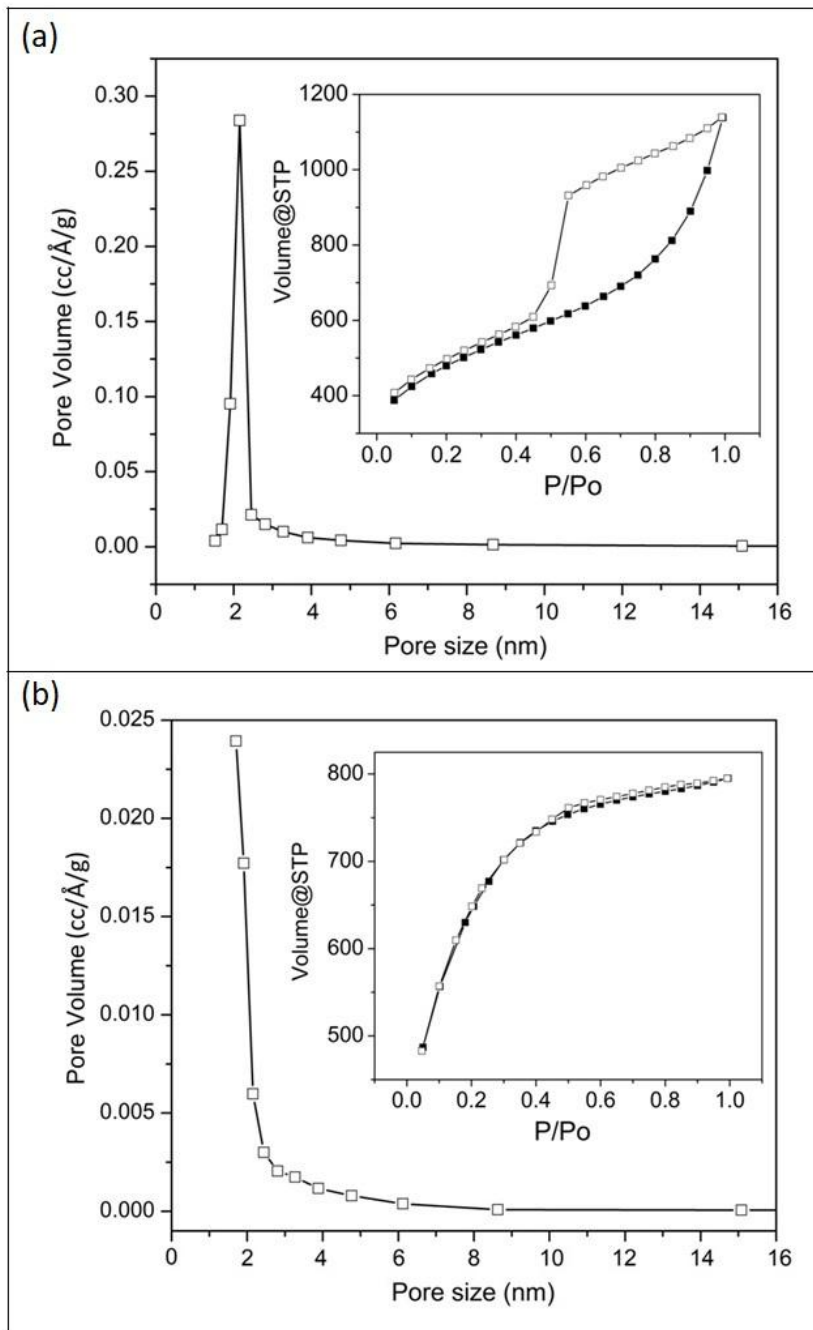 (a)
Pore Volume (cc/Å/g)
0.30
0.25
0.20
0.15
0.10
0.05
0.00
0 2 4 6 8 10 12 14 16
Pore size (nm)
Volume@STP
1200
1000
800
600
400
0.0 0.2 0.4 0.6 0.8 1.0
P/Po
(b)
Pore Volume (cc/Å/g)
0.025
0.020
0.015
0.010
0.005
0.000
0 2 4 6 8 10 12 14 16
Pore size (nm)
Volume@STP
800
700
600
500
0.0 0.2 0.4 0.6 0.8 1.0
P/Po